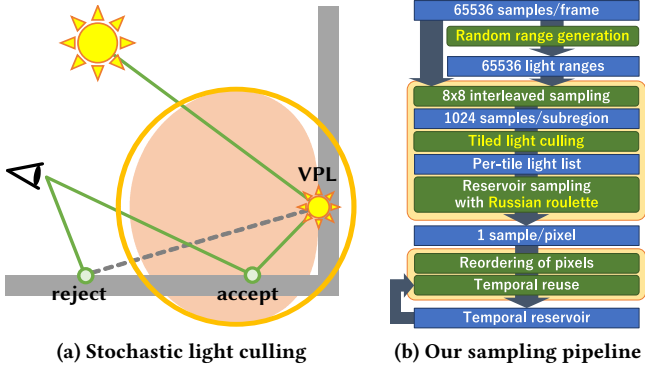 VPL
reject
accept
(a) Stochastic light culling
65536 samples/frame
Random range generation
65536 light ranges
8x8 interleaved sampling
1024 samples/subregion
Tiled light culling
Per-tile light list
Reservoir sampling
with Russian roulette
1 sample/pixel
Reordering of pixels
Temporal reuse
Temporal reservoir
(b) Our sampling pipeline